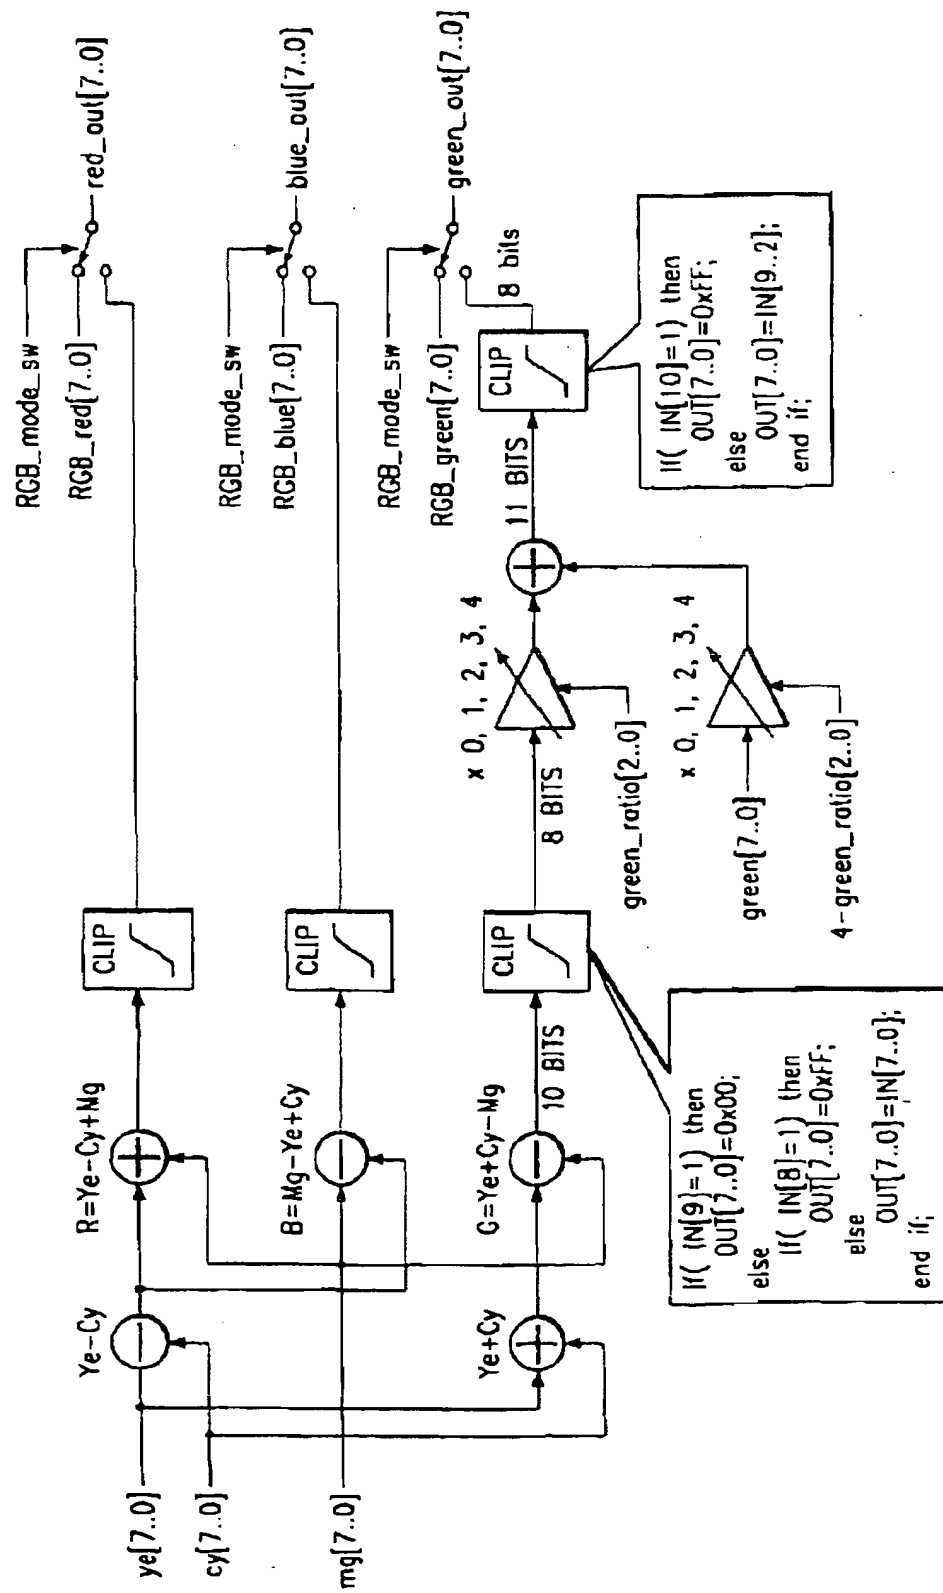 ye[7..0]
cy[7..0]
mg[7..0]
Ye-Cy
Ye+Cy
R=Ye-Cy+Mg
B=Mg-Ye+Cy
G=Ye+Cy-Mg
10 BITS
CLIP
CLIP
CLIP
If( IN[9]=1) then
OUT[7..0]=0x00;
else
If( IN[8]=1) then
OUT[7..0]=0xFF;
else
OUT[7..0]=IN[7..0];
end if;
8 BITS
green_ratio[2..0]
x 0, 1, 2, 3, 4
green[7..0]
4-green_ratio[2..0]
x 0, 1, 2, 3, 4
11 BITS
CLIP
8 bits
If( IN[10]=1) then
OUT[7..0]=0xFF;
else
OUT[7..0]=IN[9..2];
end if;
RGB_mode_sw
RGB_red[7..0]
red_out[7..0]
RGB_mode_sw
RGB_blue[7..0]
blue_out[7..0]
RGB_mode_sw
RGB_green[7..0]
green_out[7..0]